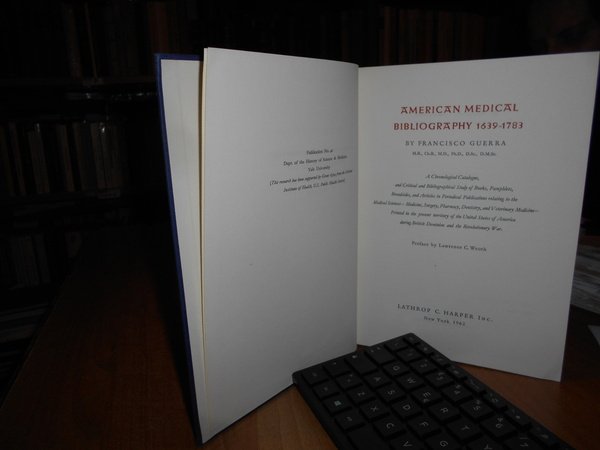 Publication No. 40
Dept. of the History of Science & Medicine
Yale University
(This research has been supported by Grant from the National
Institutes of Health, U.S. Public Health Service)
AMERICAN MEDICAL
BIBLIOGRAPHY 1639-1783
BY FRANCISCO GUERRA
M.B., Ch.B., M.D., Ph.D., D.Sc., D.M.Sc.
A Chronological Catalogue,
and Critical and Bibliographical Study of Books, Pamphlets,
Broadsides, and Articles in Periodical Publications relating to the
Medical Sciences—Medicine, Surgery, Pharmacy, Dentistry, and Veterinary Medicine—
Printed in the present territory of the United States of America
during British Dominion and the Revolutionary War.
Preface by Lawrence C. Wroth
LATHROP C. HARPER Inc.
New York, 1962